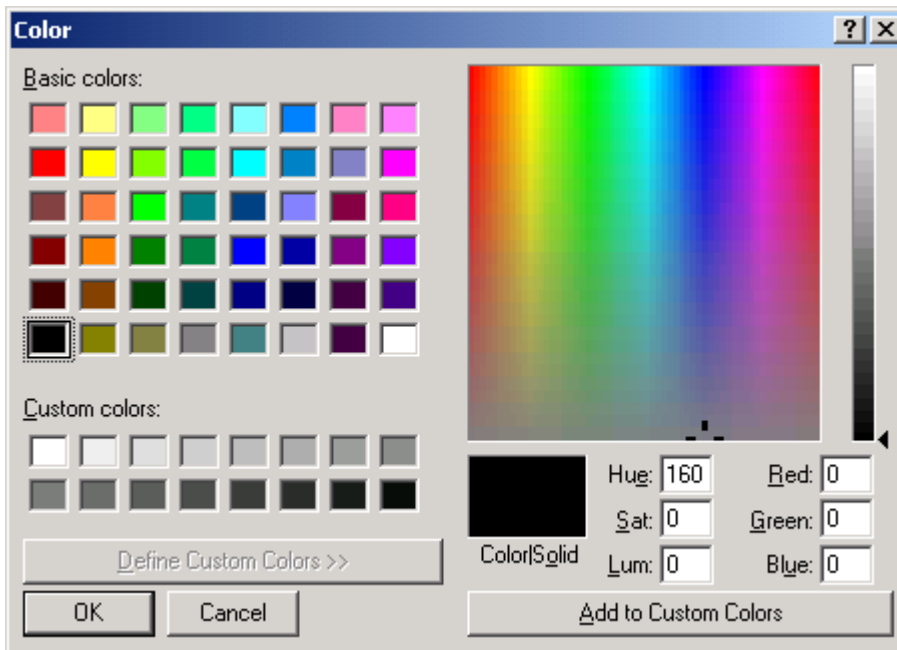 Color
Basic colors:
Custom colors:
Define Custom Colors >>
OK Cancel
Color|Solid
Hue: 160 Red: 0
Sat: 0 Green: 0
Lum: 0 Blue: 0
Add to Custom Colors